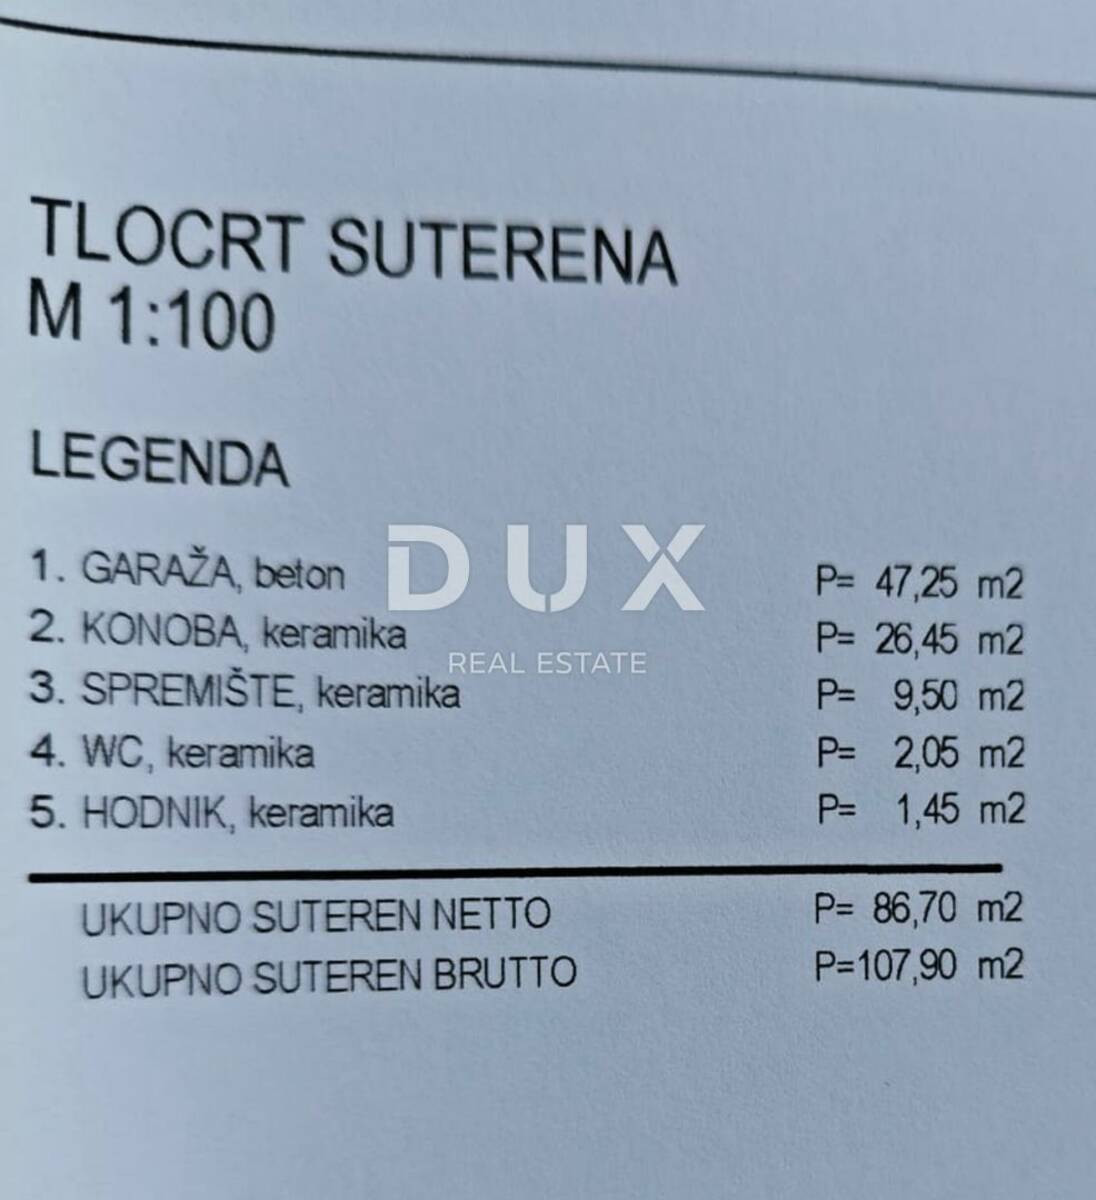 TLOCRT SUTERENA
M 1:100
LEGENDA
1. GARAŽA, beton P= 47,25 m2
2. KONOBA, keramika P= 26,45 m2
3. SPREMIŠTE, keramika P= 9,50 m2
4. WC, keramika P= 2,05 m2
5. HODNIK, keramika P= 1,45 m2
UKUPNO SUTEREN NETTO P= 86,70 m2
UKUPNO SUTEREN BRUTTO P=107,90 m2
DUX
REAL ESTATE